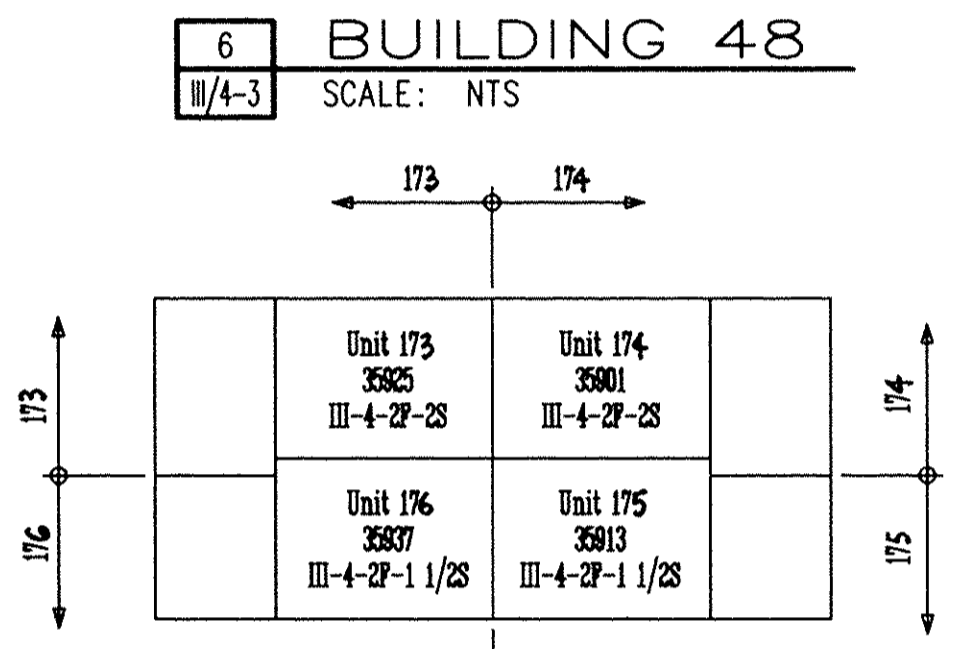 6 BUILDING 48
III/4-3 SCALE: NTS
173 174
Unit 173
35925
III-4-2F-2S
Unit 174
35901
III-4-2F-2S
173
174
Unit 176
35937
III-4-2F-1 1/2S
Unit 175
35913
III-4-2F-1 1/2S
176
175